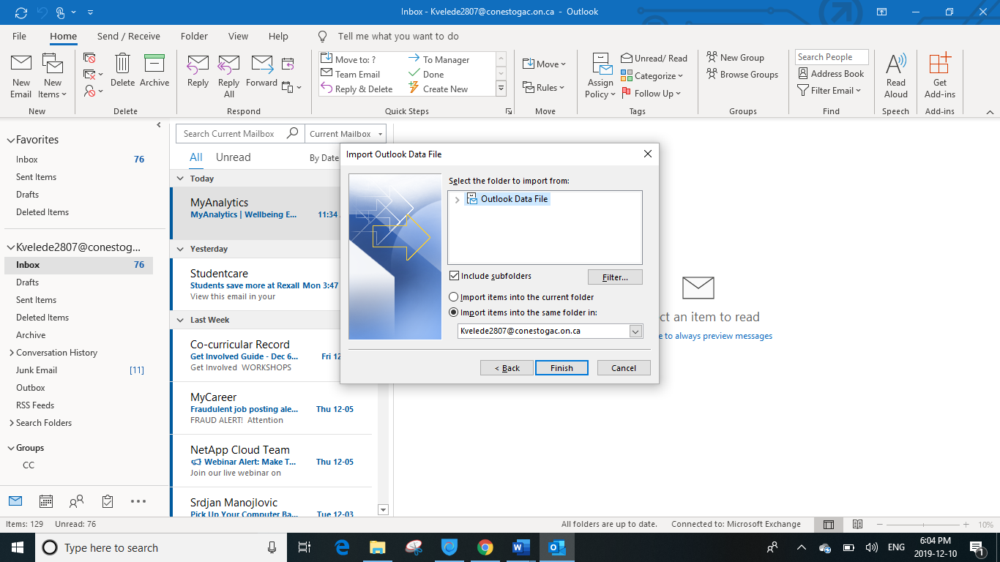 Inbox - Kvelede2807@conestogac.on.ca - Outlook
File Home Send / Receive Folder View Help Tell me what you want to do
New Email
New Items
New
Delete
Archive
Delete
Reply
Reply All
Forward
Respond
Move to: ?
Team Email
Reply & Delete
To Manager
Done
Create New
Quick Steps
Move
Rules
Move
Assign Policy
Unread/ Read
Categorize
Follow Up
Tags
New Group
Browse Groups
Groups
Search People
Address Book
Filter Email
Find
Read Aloud
Speech
Get Add-ins
Add-ins
Favorites
Inbox 76
Sent Items
Drafts
Deleted Items
Kvelede2807@conestog...
Inbox 76
Drafts
Sent Items
Deleted Items
Archive
Conversation History
Junk Email [11]
Outbox
RSS Feeds
Search Folders
Groups
CC
Search Current Mailbox Current Mailbox
All Unread By Date
Today
MyAnalytics
MyAnalytics | Wellbeing E... 11:34
Yesterday
Studentcare
Students save more at Rexall Mon 3:47
View this email in your
Last Week
Co-curricular Record
Get Involved Guide - Dec 6... Fri 12
Get Involved WORKSHOPS
MyCareer
Fraudulent job posting ale... Thu 12-05
FRAUD ALERT! Attention
NetApp Cloud Team
Webinar Alert: Make T... Thu 12-05
Join our live webinar on
Srdjan Manojlovic
Pick Up Your Computer Ba... Tue 12-03
Import Outlook Data File
Select the folder to import from:
Outlook Data File
Include subfolders
Filter...
Import items into the current folder
Import items into the same folder in:
Kvelede2807@conestogac.on.ca
< Back Finish Cancel
ct an item to read
e to always preview messages
Items: 129 Unread: 76 All folders are up to date. Connected to: Microsoft Exchange 10%
Type here to search
ENG
6:04 PM
2019-12-10
1